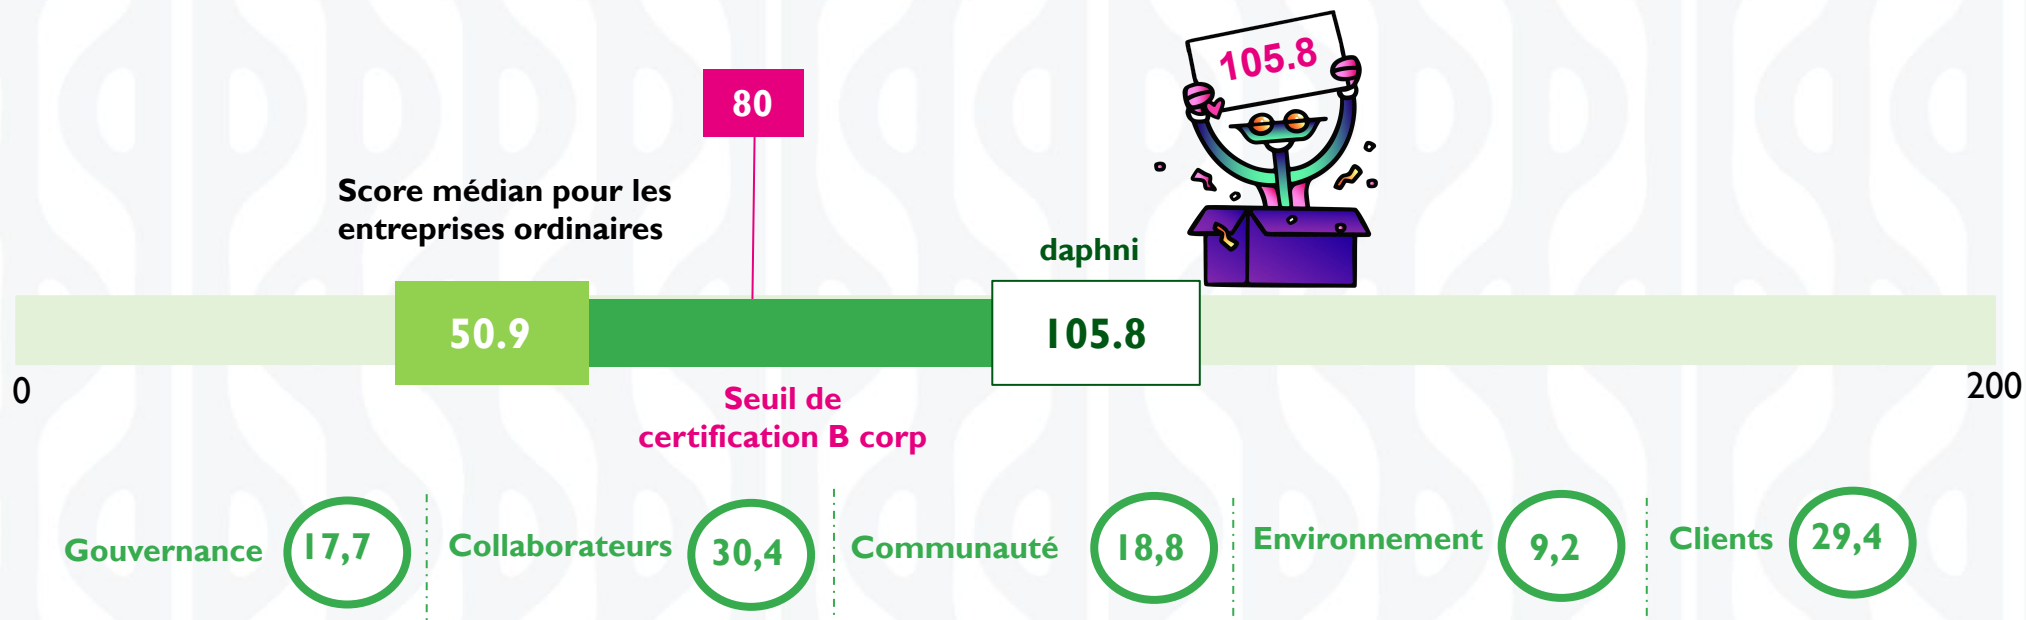 105.8
80
Score médian pour les
entreprises ordinaires
daphni
50.9
105.8
0
200
Seuil de
certification B corp
Gouvernance
17,7
Collaborateurs
30,4
Communauté
18,8
Environnement
9,2
Clients
29,4